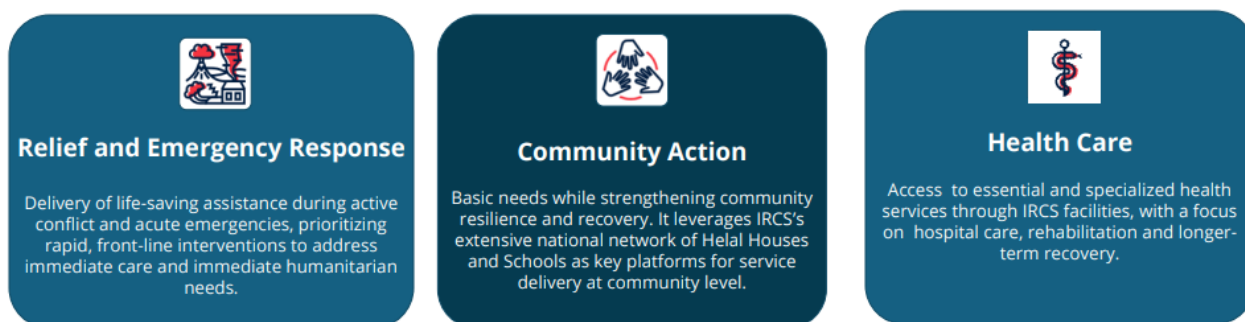 Relief and Emergency Response
Delivery of life-saving assistance during active
conflict and acute emergencies, prioritizing
rapid, front-line interventions to address
immediate care and immediate humanitarian
needs.
Community Action
Basic needs while strengthening community
resilience and recovery. It leverages IRCS’s
extensive national network of Helal Houses
and Schools as key platforms for service
delivery at community level.
Health Care
Access to essential and specialized health
services through IRCS facilities, with a focus
on hospital care, rehabilitation and longer-
term recovery.